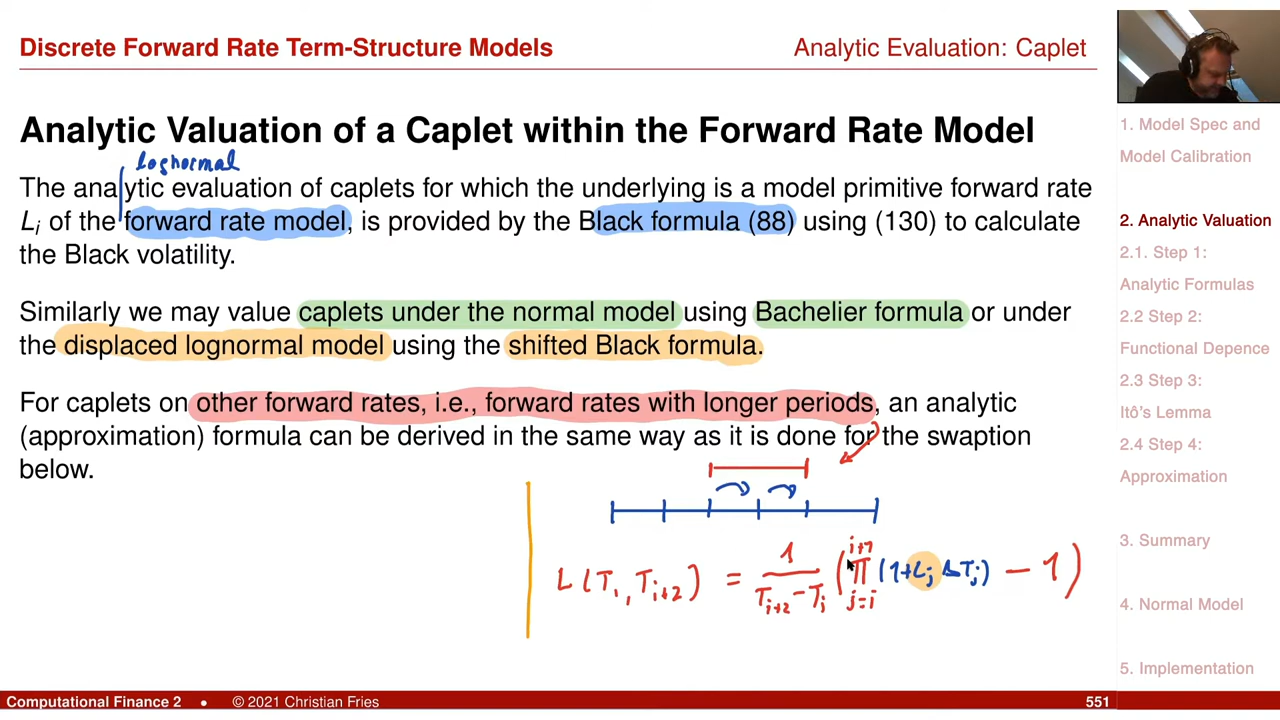 Discrete Forward Rate Term-Structure Models
Analytic Evaluation: Caplet
Analytic Valuation of a Caplet within the Forward Rate Model
lognormal
The analytic evaluation of caplets for which the underlying is a model primitive forward rate
Li of the forward rate model, is provided by the Black formula (88) using (130) to calculate
the Black volatility.
Similarly we may value caplets under the normal model using Bachelier formula or under
the displaced lognormal model using the shifted Black formula.
For caplets on other forward rates, i.e., forward rates with longer periods, an analytic
(approximation) formula can be derived in the same way as it is done for the swaption
below.
L(Ti, Ti+2) = 1/(Ti+2 - Ti) (∏ j=i i+1 (1+Lj ΔTj) - 1)
1. Model Spec and
Model Calibration
2. Analytic Valuation
2.1. Step 1:
Analytic Formulas
2.2 Step 2:
Functional Depence
2.3 Step 3:
Itô's Lemma
2.4 Step 4:
Approximation
3. Summary
4. Normal Model
5. Implementation
Computational Finance 2 • © 2021 Christian Fries
551